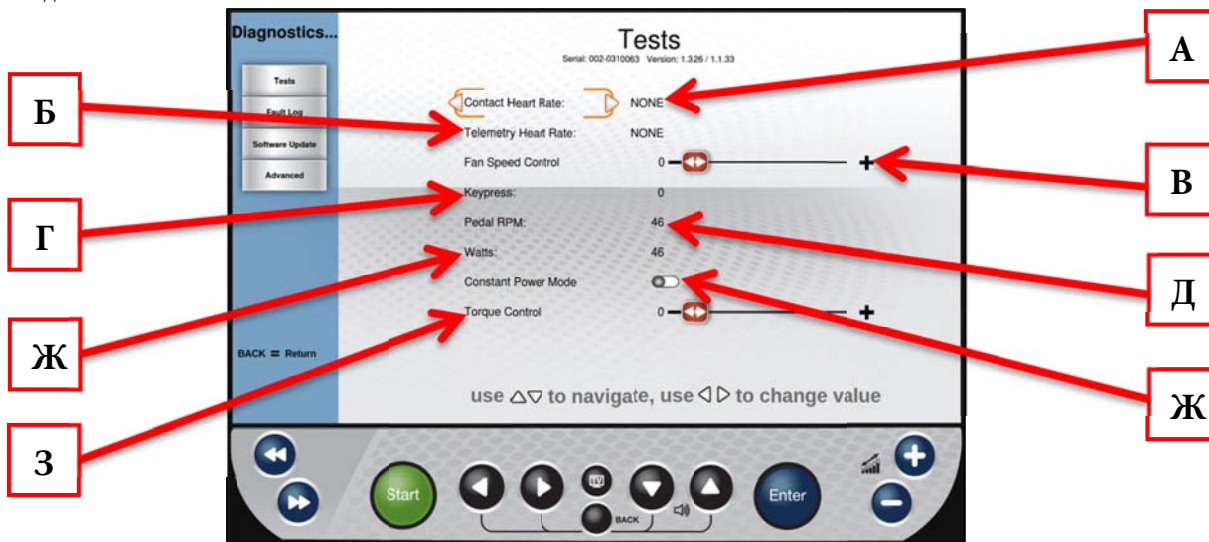 Diagnostics...
Tests
Fault Log
Software Update
Advanced
BACK = Return
Tests
Serial: 002-0310063 Version: 1.326 / 1.1.33
Contact Heart Rate: NONE
Telemetry Heart Rate: NONE
Fan Speed Control 0
Keypress: 0
Pedal RPM: 46
Watts: 46
Constant Power Mode
Torque Control 0
use △▽ to navigate, use ◁ ▷ to change value
Б
Г
Ж
З
А
В
Д
Ж
Start
TV
BACK
Enter